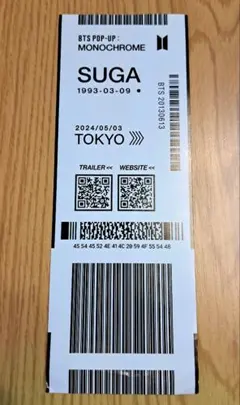 BTS POP-UP :
MONOCHROME
SUGA
1993-03-09
BTS 20130613
2024/05/03
TOKYO
TRAILER << WEBSITE <<
45 54 45 52 4E 41 4C 20 59 4F 55 54 48